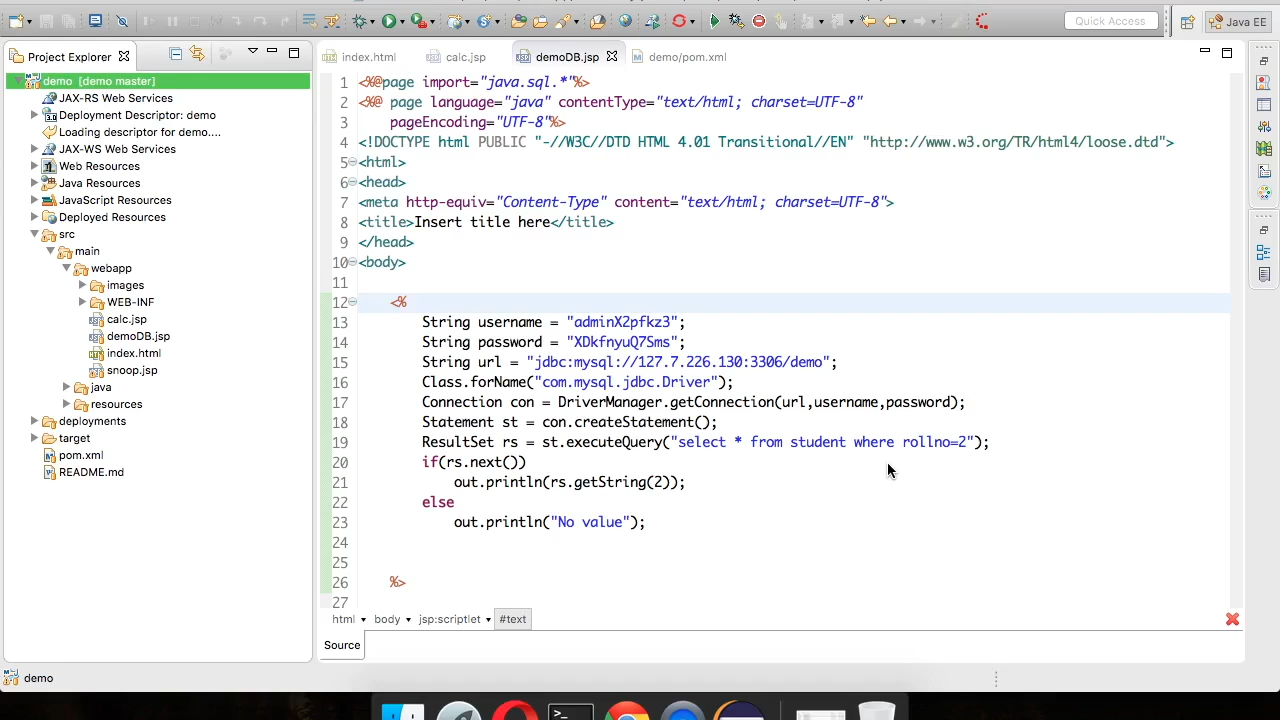 Quick Access
Java EE
Project Explorer
index.html
calc.jsp
demoDB.jsp
demo/pom.xml
demo [demo master]
JAX-RS Web Services
Deployment Descriptor: demo
Loading descriptor for demo....
JAX-WS Web Services
Web Resources
Java Resources
JavaScript Resources
Deployed Resources
src
main
webapp
images
WEB-INF
calc.jsp
demoDB.jsp
index.html
snoop.jsp
java
resources
deployments
target
pom.xml
README.md
1 <%@page import="java.sql.*"%>
2 <%@ page language="java" contentType="text/html; charset=UTF-8"
3 pageEncoding="UTF-8"%>
4 <!DOCTYPE html PUBLIC "-//W3C//DTD HTML 4.01 Transitional//EN" "http://www.w3.org/TR/html4/loose.dtd">
5 <html>
6 <head>
7 <meta http-equiv="Content-Type" content="text/html; charset=UTF-8">
8 <title>Insert title here</title>
9 </head>
10 <body>
11
12 <%
13 String username = "adminX2pfkz3";
14 String password = "XDkfnyuQ7Sms";
15 String url = "jdbc:mysql://127.7.226.130:3306/demo";
16 Class.forName("com.mysql.jdbc.Driver");
17 Connection con = DriverManager.getConnection(url,username,password);
18 Statement st = con.createStatement();
19 ResultSet rs = st.executeQuery("select * from student where rollno=2");
20 if(rs.next())
21 out.println(rs.getString(2));
22 else
23 out.println("No value");
24
25
26 %>
27
html body jsp:scriptlet #text
Source
demo